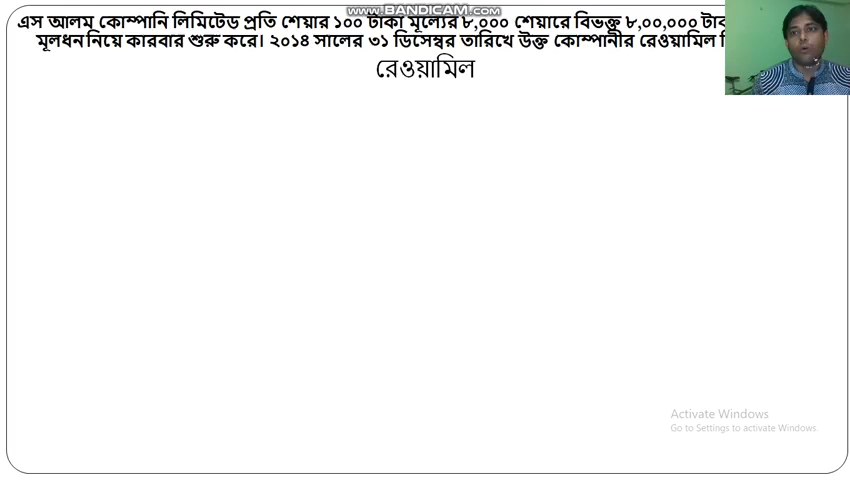 www.BANDICAM.com
এস আলম কোম্পানি লিমিটেড প্রতি শেয়ার ১০০ টাকা মূল্যের ৮,০০০ শেয়ারে বিভক্ত ৮,০০,০০০
মূলধন নিয়ে কারবার শুরু করে। ২০১৪ সালের ৩১ ডিসেম্বর তারিখে উক্ত কোম্পানীর রেওয়ামিল
রেওয়ামিল
Activate Windows
Go to Settings to activate Windows.